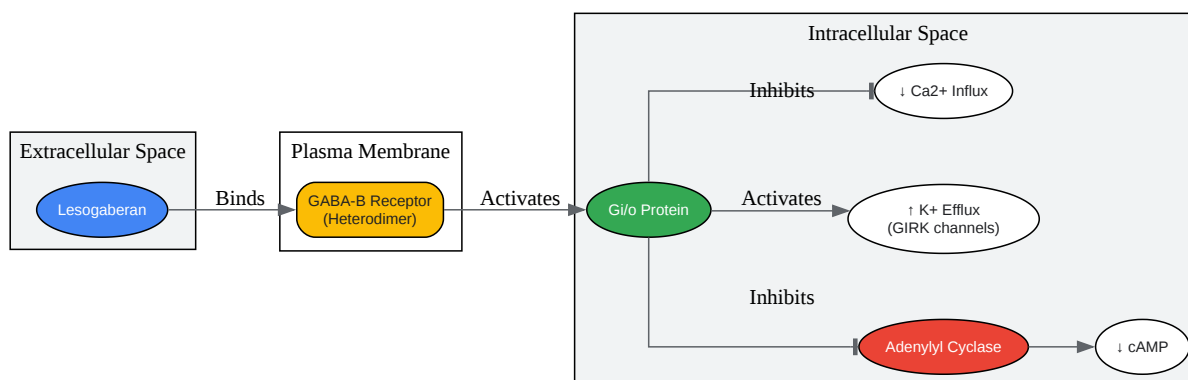 Intracellular Space
Inhibits
↓ Ca2+ Influx
Extracellular Space
Plasma Membrane
Lesogaberan
Binds
GABA-B Receptor
(Heterodimer)
Activates
Gi/o Protein
Activates
↑ K+ Efflux
(GIRK channels)
Inhibits
Adenylyl Cyclase
↓ cAMP